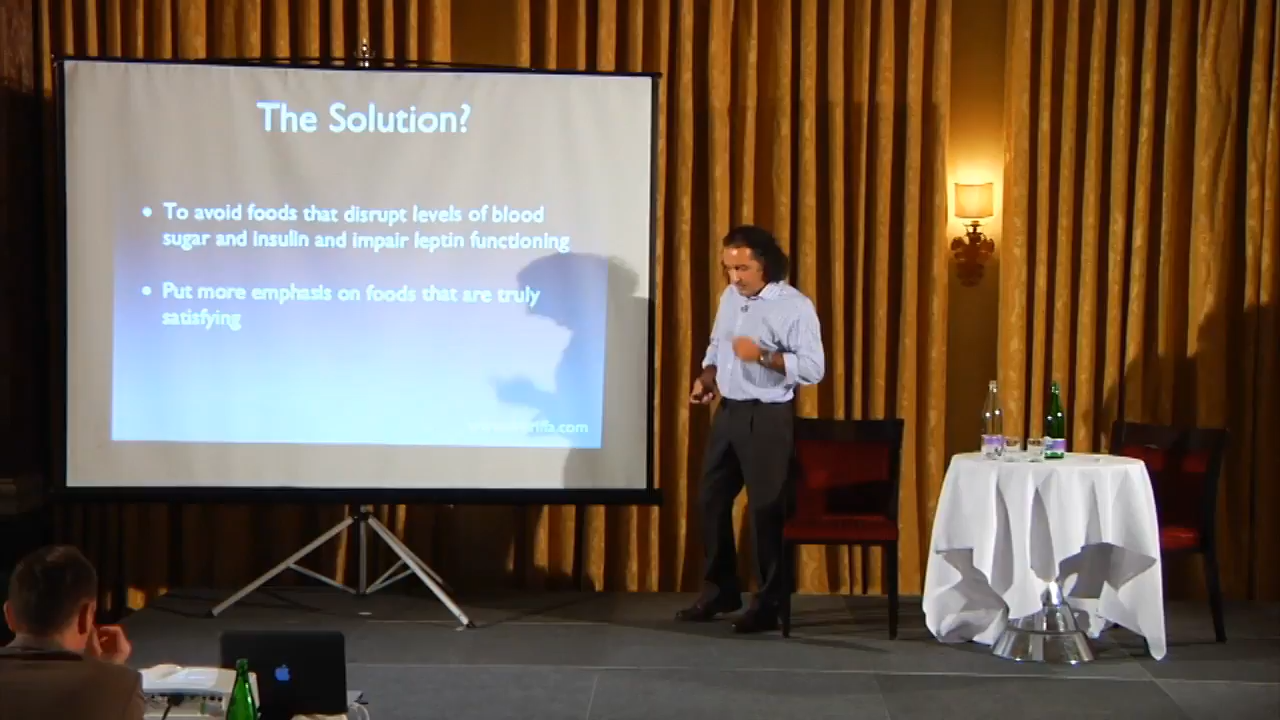 The Solution?
• To avoid foods that disrupt levels of blood
sugar and insulin and impair leptin functioning
• Put more emphasis on foods that are truly
satisfying